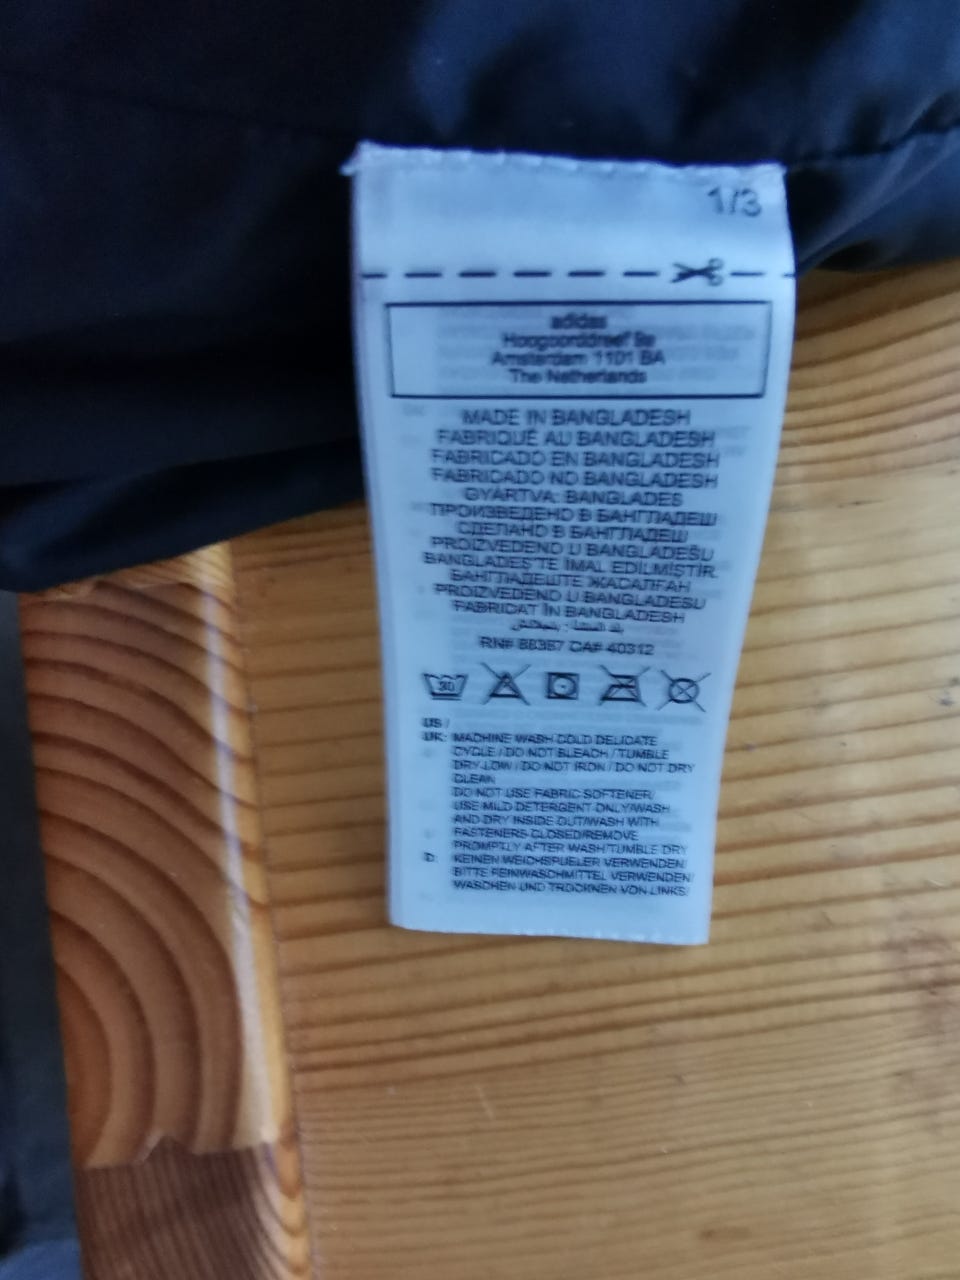 1/3
adidas
Hoogoorddreef 9a
Amsterdam 1101 BA
The Netherlands
MADE IN BANGLADESH
FABRIQUÉ AU BANGLADESH
FABRICADO EN BANGLADESH
FABRICADO NO BANGLADESH
GYÁRTVA: BANGLADES
ПРОИЗВЕДЕНО В БАНГЛАДЕШ
СДЕЛАНО В БАНГЛАДЕШ
PROIZVEDENO U BANGLADEŠU
BANGLADEŞ'TE İMAL EDİLMİŞTİR
БАНГЛАДЕШТЕ ЖАСАЛҒАН
PROIZVEDENO U BANGLADESU
FABRICAT ÎN BANGLADESH
RN# 88387 CA# 40312
30
US /
UK: MACHINE WASH COLD DELICATE
CYCLE / DO NOT BLEACH / TUMBLE
DRY LOW / DO NOT IRON / DO NOT DRY
CLEAN
DO NOT USE FABRIC SOFTENER/
USE MILD DETERGENT ONLY/WASH
AND DRY INSIDE OUT/WASH WITH
FASTENERS CLOSED/REMOVE
PROMPTLY AFTER WASH/TUMBLE DRY
D: KEINEN WEICHSPUELER VERWENDEN/
BITTE FEINWASCHMITTEL VERWENDEN/
WASCHEN UND TROCKNEN VON LINKS/